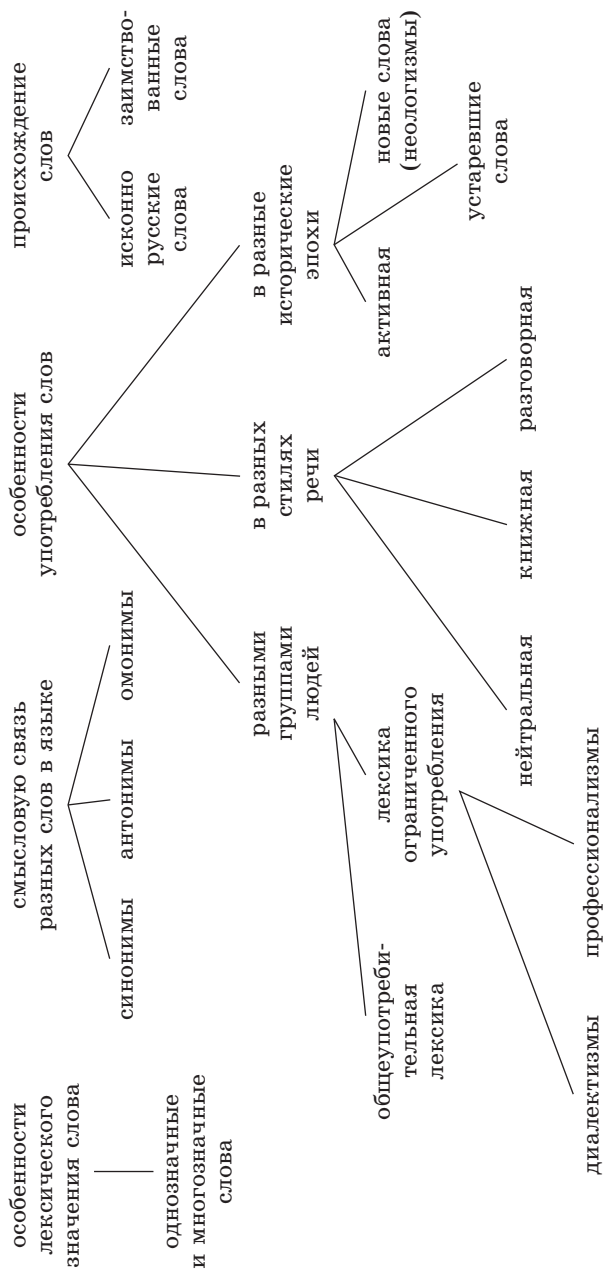 особенности
лексического
значения слова
однозначные
и многозначные
слова
смысловую связь
разных слов в языке
синонимы
антонимы
омонимы
особенности
употребления слов
разными
группами
людей
общеупотреби-
тельная
лексика
лексика
ограниченного
употребления
диалектизмы
профессионализмы
в разных
стилях
речи
нейтральная
книжная
разговорная
в разные
исторические
эпохи
активная
устаревшие
слова
новые слова
(неологизмы)
происхождение
слов
исконно
русские
слова
заимство-
ванные
слова